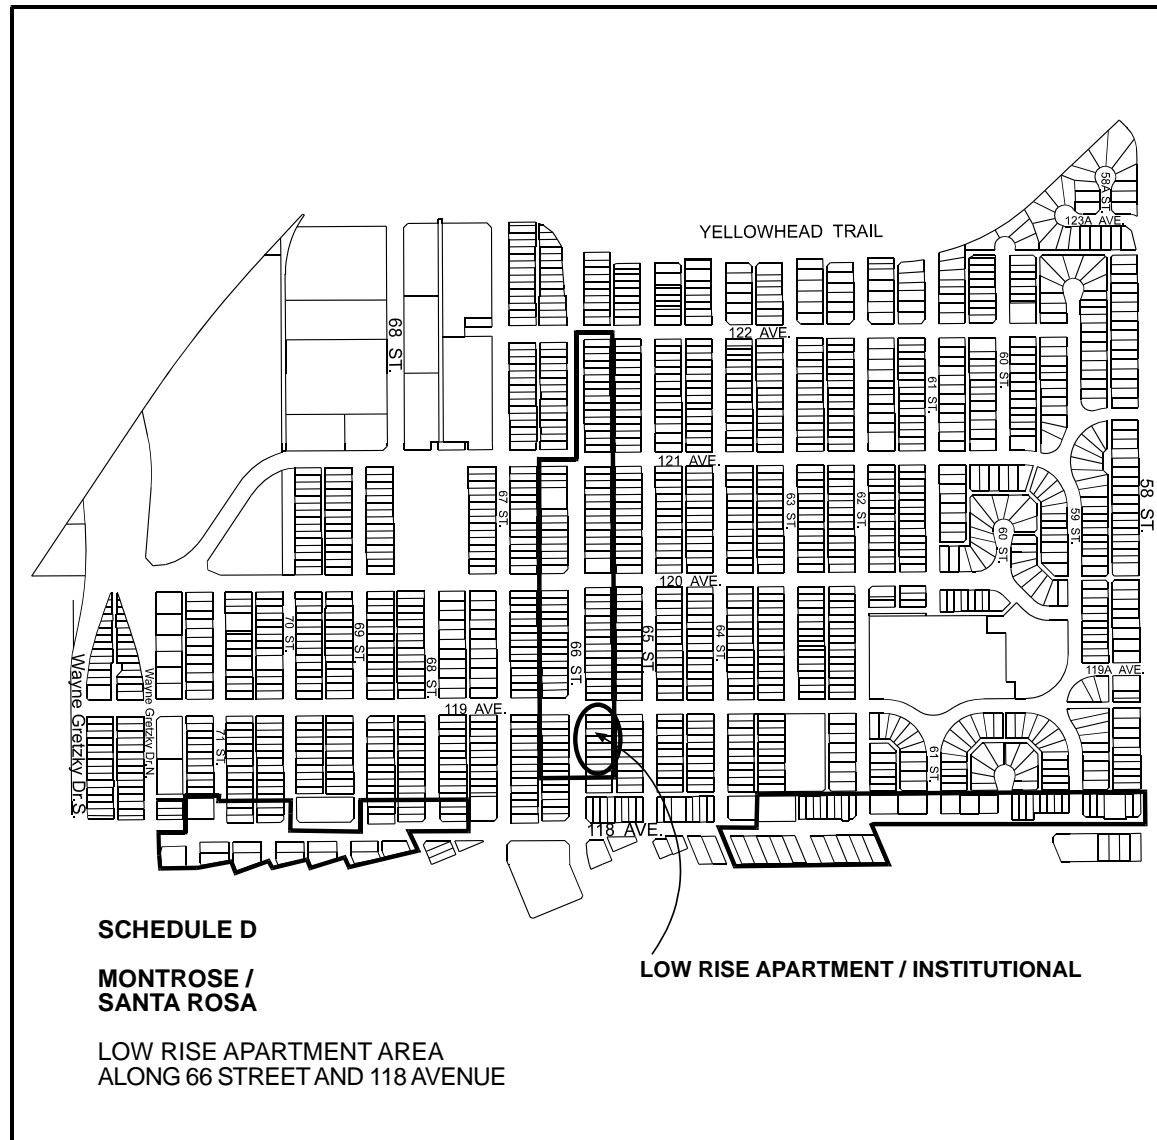 58A ST.
123A AVE.
YELLOWHEAD TRAIL
68 ST.
122 AVE.
60 ST.
61 ST.
121 AVE.
67 ST.
63 ST.
62 ST.
59 ST.
58 ST.
60 ST.
120 AVE.
70 ST.
69 ST.
68 ST
66 ST.
65 ST
64 ST.
119A AVE.
Wayne Gretzky Dr.S.
Wayne Gretzky Dr.N.
119 AVE.
71 ST.
61 ST.
118 AVE.
SCHEDULE D
LOW RISE APARTMENT / INSTITUTIONAL
MONTROSE /
SANTA ROSA
LOW RISE APARTMENT AREA
ALONG 66 STREET AND 118 AVENUE